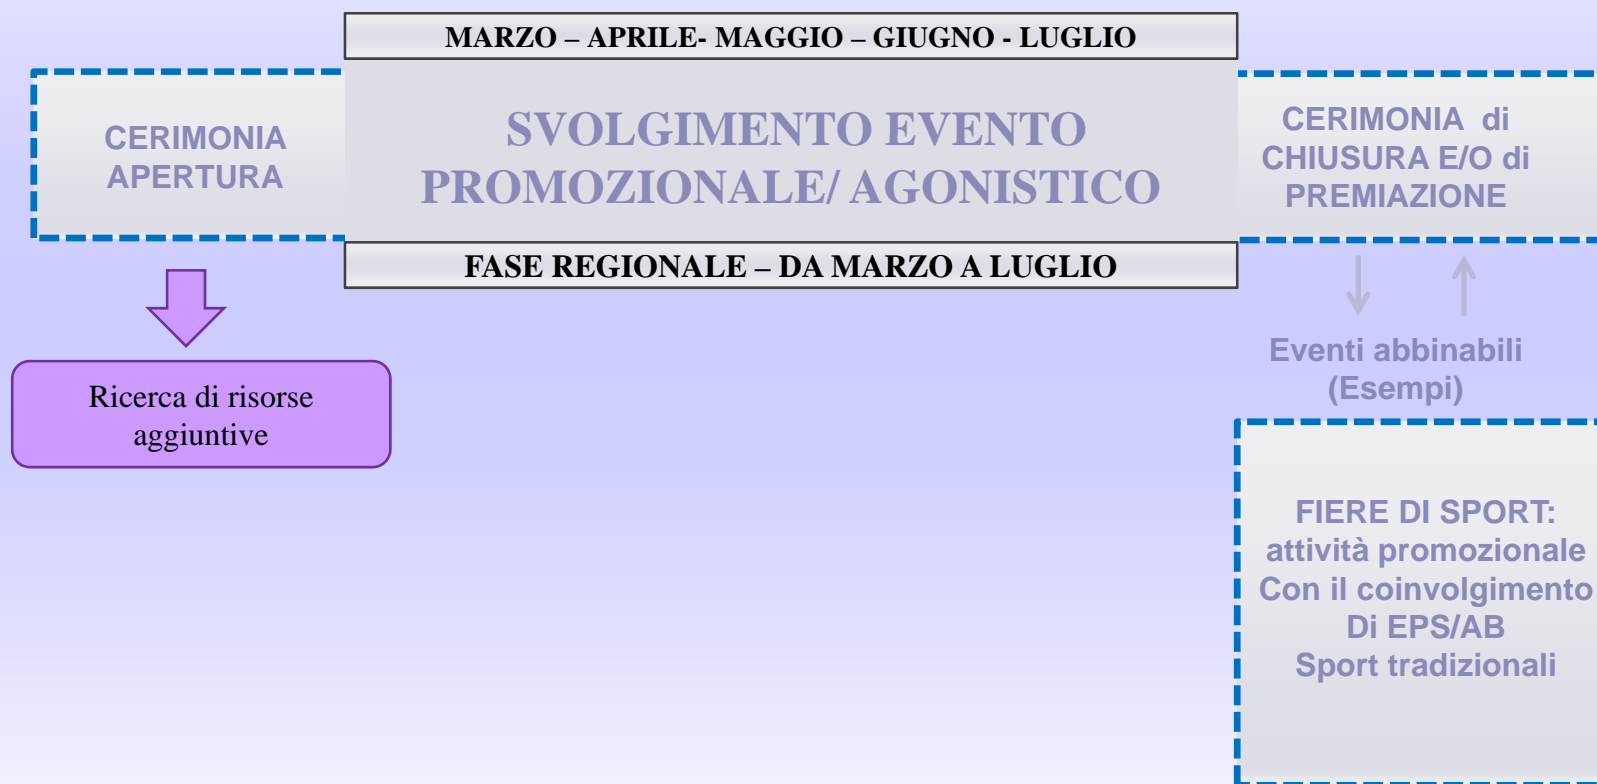 MARZO – APRILE- MAGGIO – GIUGNO - LUGLIO
CERIMONIA
APERTURA
SVOLGIMENTO EVENTO
PROMOZIONALE/ AGONISTICO
CERIMONIA di
CHIUSURA E/O di
PREMIAZIONE
FASE REGIONALE – DA MARZO A LUGLIO
Ricerca di risorse
aggiuntive
Eventi abbinabili
(Esempi)
FIERE DI SPORT:
attività promozionale
Con il coinvolgimento
Di EPS/AB
Sport tradizionali